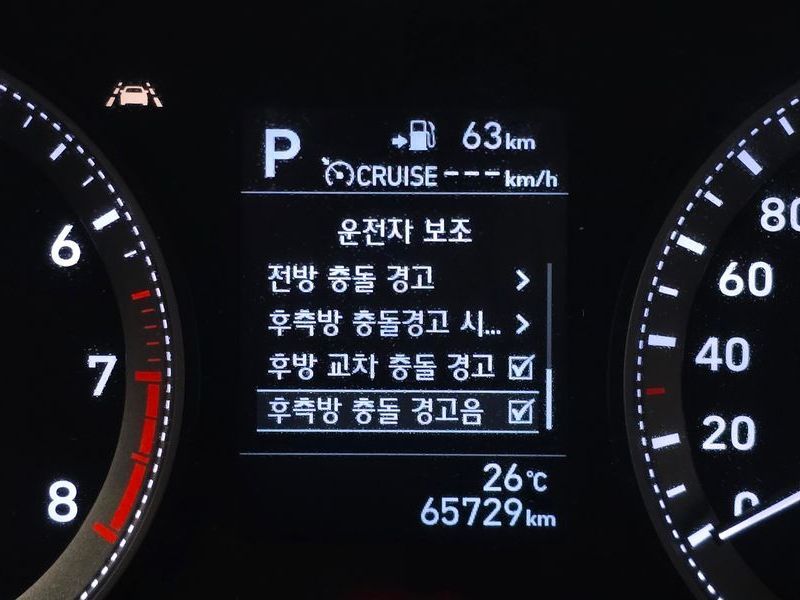 P
63km
CRUISE ---km/h
운전자 보조
전방 충돌 경고 >
후측방 충돌경고 시... >
후방 교차 충돌 경고
후측방 충돌 경고음
26℃
65729km
6
7
8
80
60
40
20
0